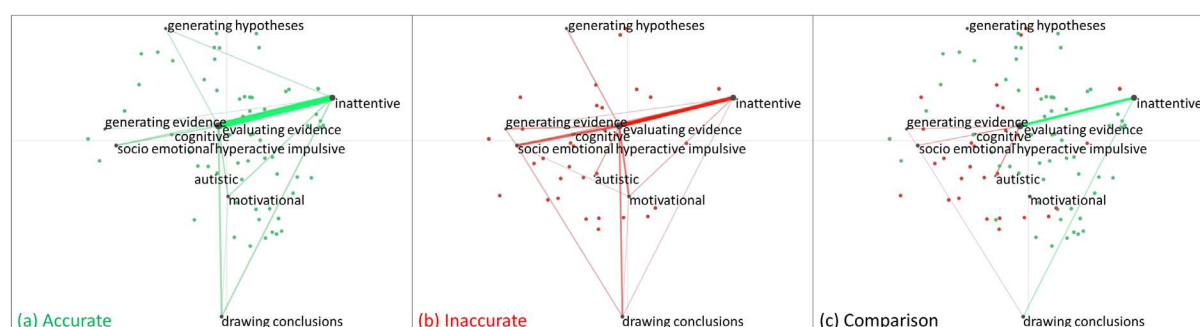 generating hypotheses
inattentive
generating evidence
evaluating evidence
cognitive
socio emotional hyperactive impulsive
autistic
motivational
drawing conclusions
(a) Accurate
generating hypotheses
inattentive
generating evidence
evaluating evidence
cognitive
socio emotional hyperactive impulsive
autistic
motivational
drawing conclusions
(b) Inaccurate
generating hypotheses
inattentive
generating evidence
evaluating evidence
cognitive
socio emotional hyperactive impulsive
autistic
motivational
drawing conclusions
(c) Comparison